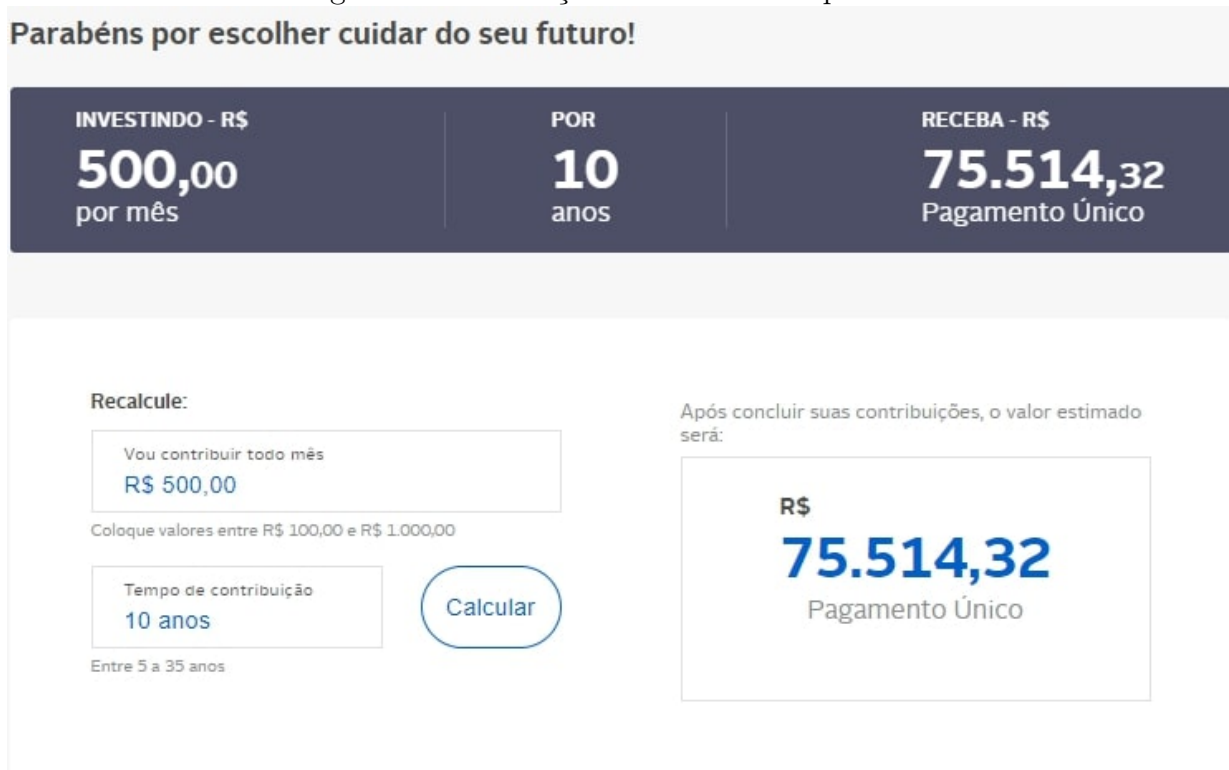 Parabéns por escolher cuidar do seu futuro!
INVESTINDO - R$
500,00
por mês
POR
10
anos
RECEBA - R$
75.514,32
Pagamento Único
Recalcule:
Vou contribuir todo mês
R$ 500,00
Coloque valores entre R$ 100,00 e R$ 1.000,00
Tempo de contribuição
10 anos
Calcular
Entre 5 a 35 anos
Após concluir suas contribuições, o valor estimado
será:
R$
75.514,32
Pagamento Único